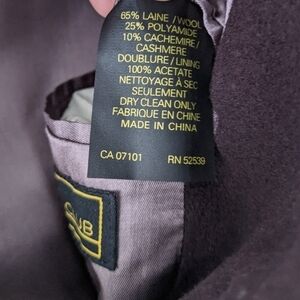 65% LAINE / WOOL
25% POLYAMIDE
10% CACHEMIRE /
CASHMERE
DOUBLURE / LINING
100% ACETATE
NETTOYAGE À SEC
SEULEMENT
DRY CLEAN ONLY
FABRIQUE EN CHINE
MADE IN CHINA
CA 07101 RN 52539